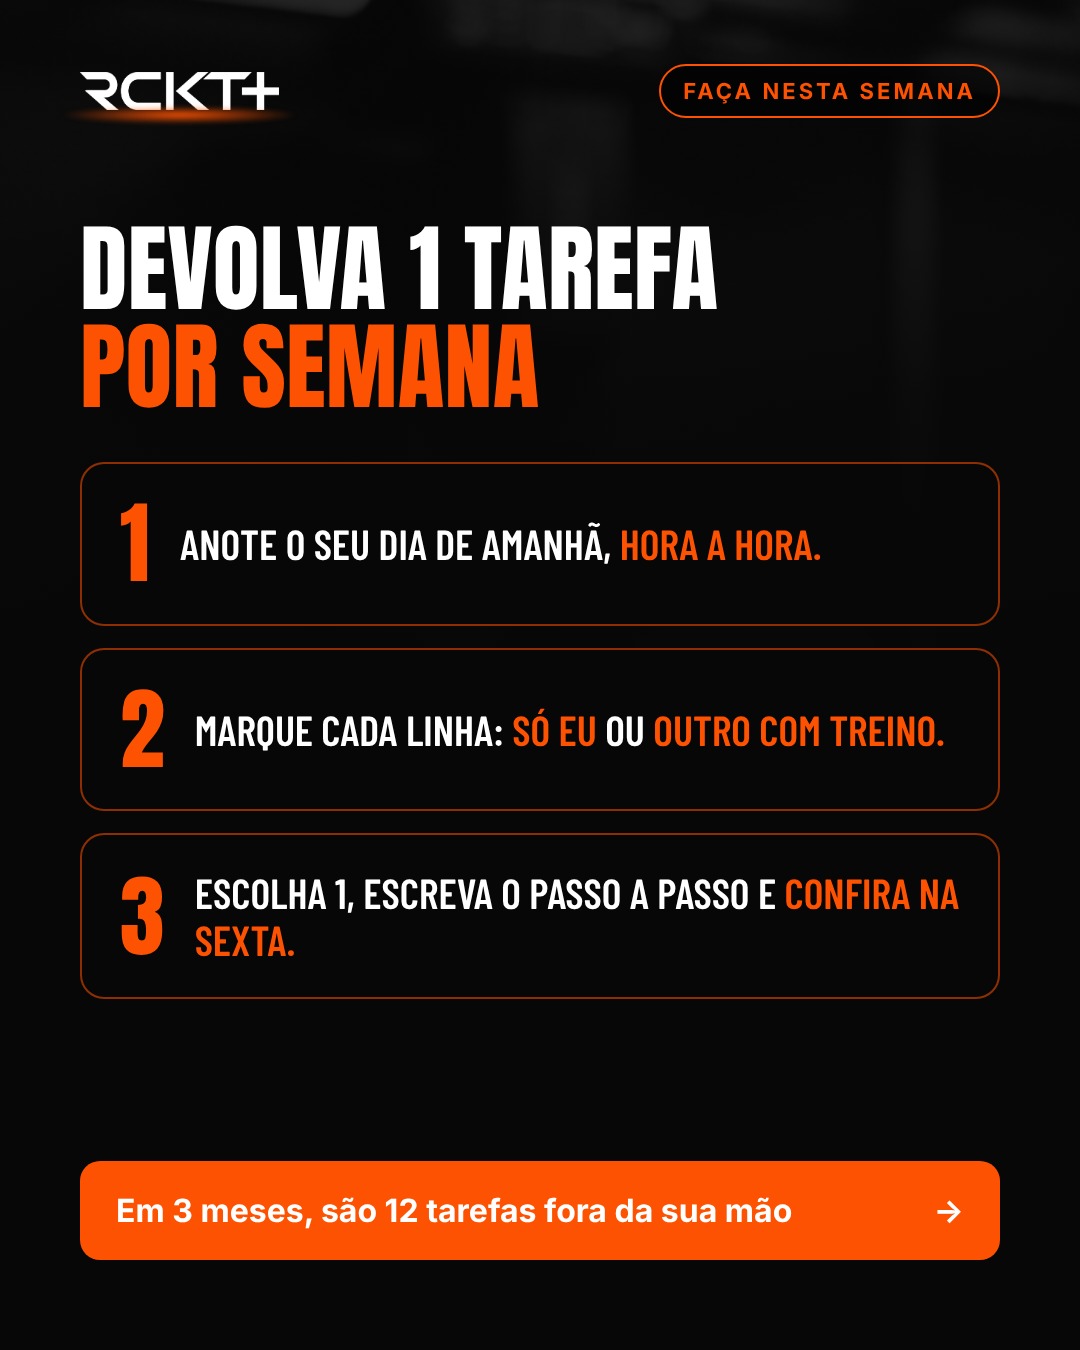 RCKT+
FAÇA NESTA SEMANA
DEVOLVA 1 TAREFA
POR SEMANA
1
ANOTE O SEU DIA DE AMANHÃ, HORA A HORA.
2
MARQUE CADA LINHA: SÓ EU OU OUTRO COM TREINO.
3
ESCOLHA 1, ESCREVA O PASSO A PASSO E CONFIRA NA
SEXTA.
Em 3 meses, são 12 tarefas fora da sua mão →